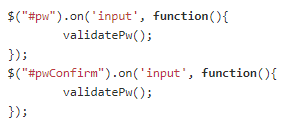 $("#pw").on('input', function(){
        validatePw();
});
$("#pwConfirm").on('input', function(){
        validatePw();
});